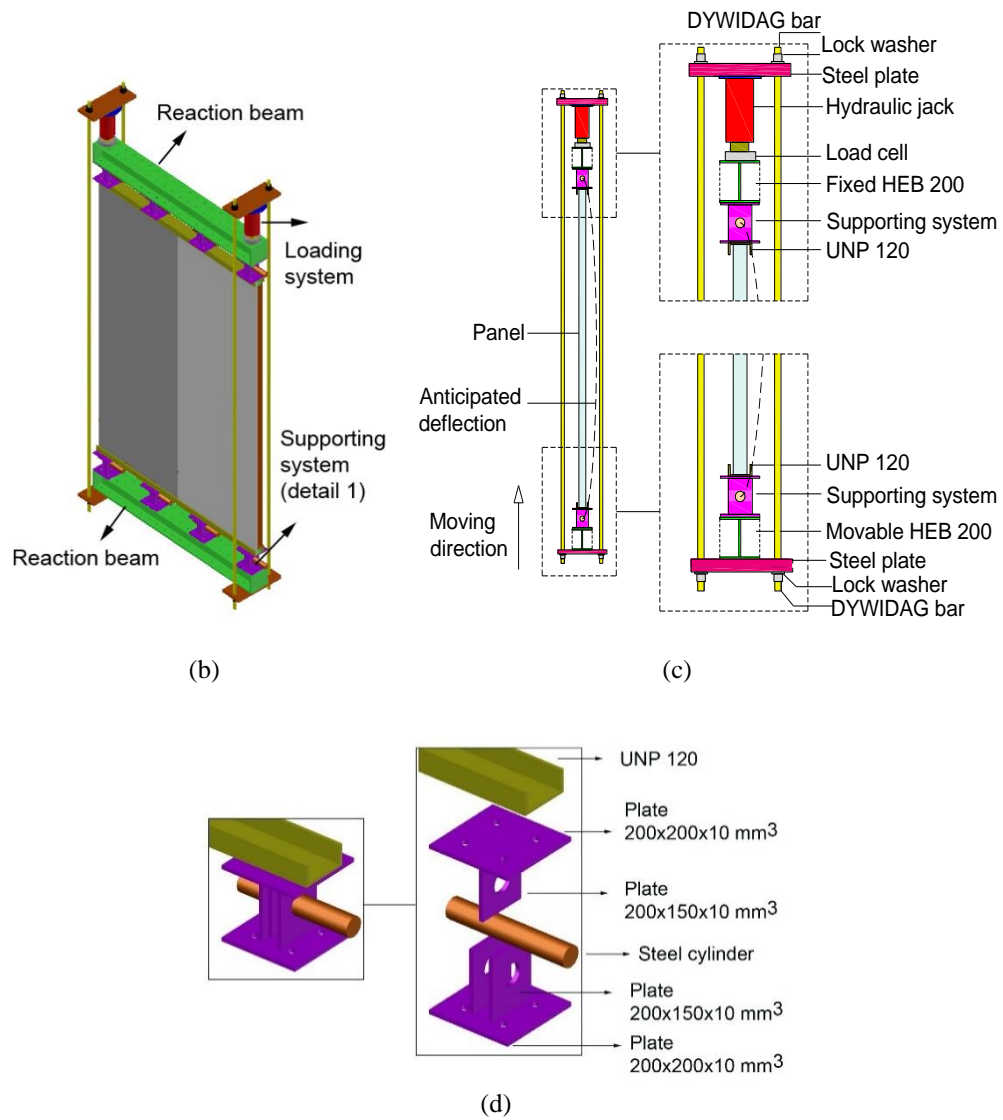 Reaction beam
Loading
system
Supporting
system
(detail 1)
Reaction beam
(b)
DYWIDAG bar
Lock washer
Steel plate
Hydraulic jack
Load cell
Fixed HEB 200
Supporting system
UNP 120
Panel
Anticipated
deflection
Moving
direction
UNP 120
Supporting system
Movable HEB 200
Steel plate
Lock washer
DYWIDAG bar
(c)
UNP 120
Plate
200x200x10 mm³
Plate
200x150x10 mm³
Steel cylinder
Plate
200x150x10 mm³
Plate
200x200x10 mm³
(d)